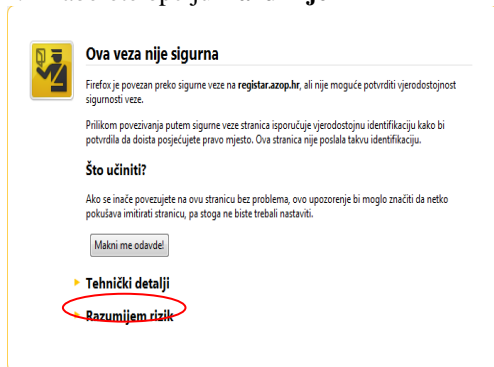 Ova veza nije sigurna
Firefox je povezan preko sigurne veze na registar.azop.hr, ali nije moguće potvrditi vjerodostojnost
sigurnosti veze.
Prilikom povezivanja putem sigurne veze stranica isporučuje vjerodostojnu identifikaciju kako bi
potvrdila da doista posjećujete pravo mjesto. Ova stranica nije poslala takvu identifikaciju.
Što učiniti?
Ako se inače povezujete na ovu stranicu bez problema, ovo upozorenje bi moglo značiti da netko
pokušava imitirati stranicu, pa stoga ne biste trebali nastaviti.
Makni me odavde!
Tehnički detalji
Razumijem rizik